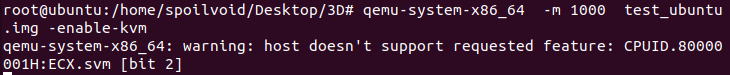 root@ubuntu:/home/spoilvoid/Desktop/3D# qemu-system-x86_64  -m 1000  test_ubuntu
.img -enable-kvm
qemu-system-x86_64: warning: host doesn't support requested feature: CPUID.80000
001H:ECX.svm [bit 2]